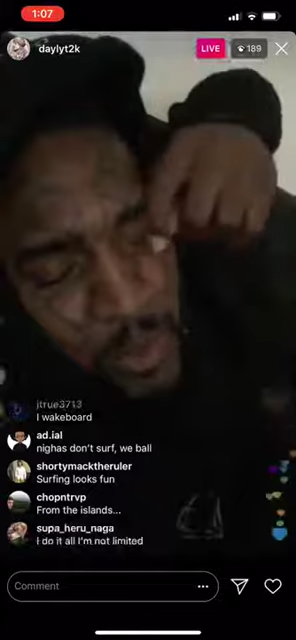 1:07
daylyt2k
LIVE
189
jtrue3713
I wakeboard
ad.ial
nighas don't surf, we ball
shortymacktheruler
Surfing looks fun
chopntrvp
From the islands...
supa_heru_naga
I do it all I'm not limited
Comment